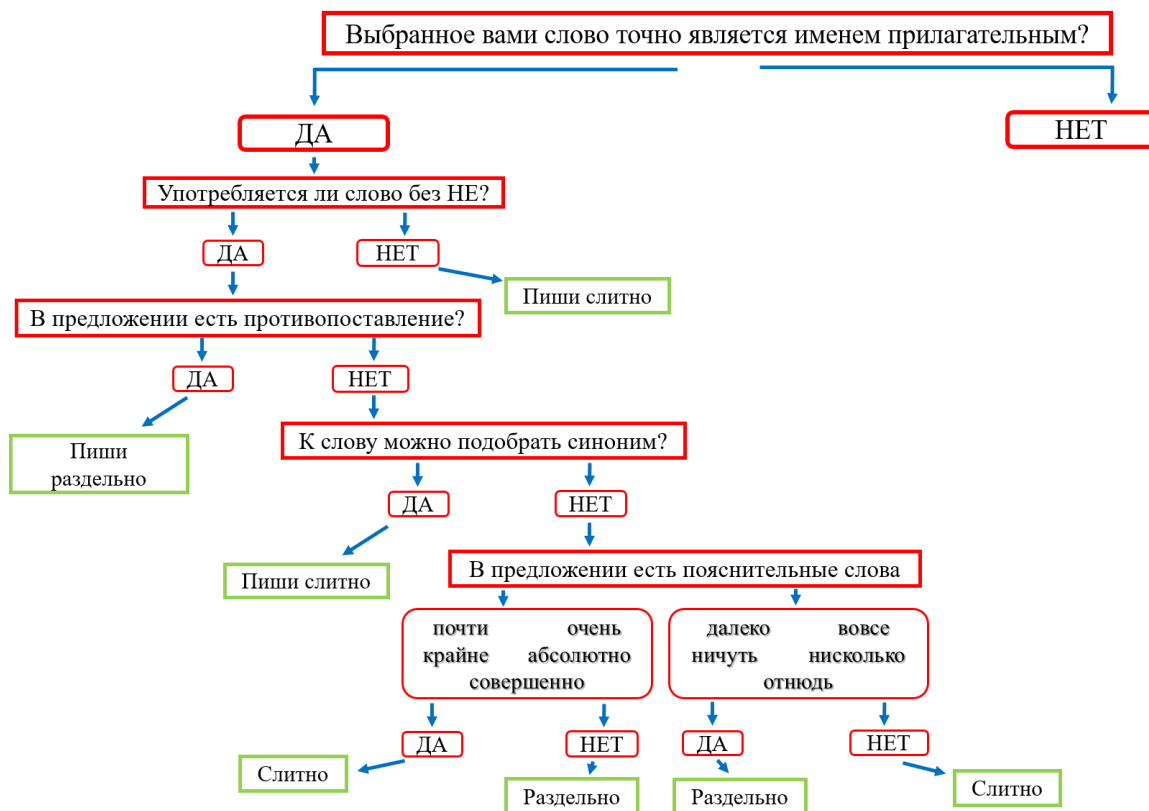 Выбранное вами слово точно является именем прилагательным?
ДА
НЕТ
Употребляется ли слово без НЕ?
ДА
НЕТ
Пиши слитно
В предложении есть противопоставление?
ДА
НЕТ
Пиши
раздельно
К слову можно подобрать синоним?
ДА
НЕТ
Пиши слитно
В предложении есть пояснительные слова
почти очень
крайне абсолютно
совершенно
далеко вовсе
ничуть нисколько
отнюдь
ДА
НЕТ
ДА
НЕТ
Слитно
Раздельно
Раздельно
Слитно